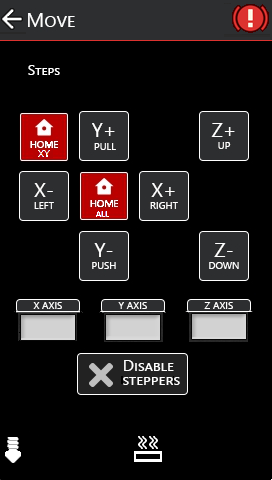 Move
Steps
HOME
XY
Y+
PULL
Z+
UP
X-
LEFT
HOME
ALL
X+
RIGHT
Y-
PUSH
Z-
DOWN
X AXIS
Y AXIS
Z AXIS
Disable
steppers